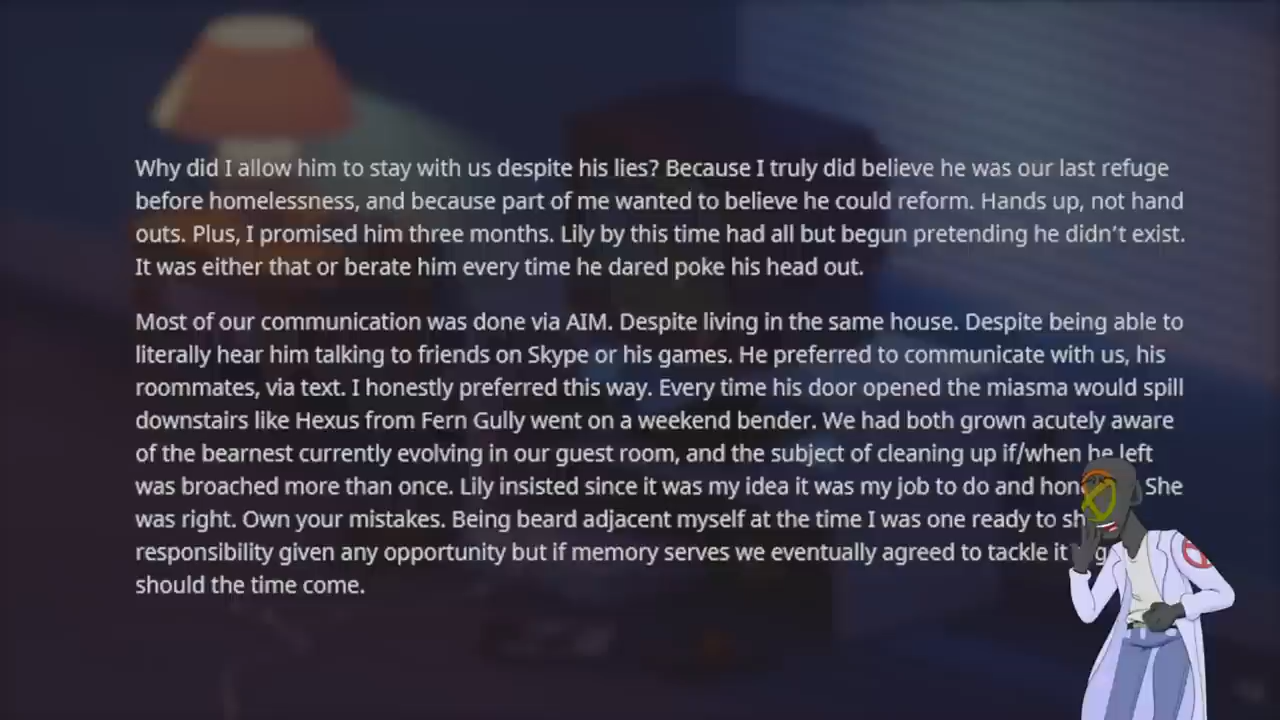 Why did I allow him to stay with us despite his lies? Because I truly did believe he was our last refuge
before homelessness, and because part of me wanted to believe he could reform. Hands up, not hand
outs. Plus, I promised him three months. Lily by this time had all but begun pretending he didn't exist.
It was either that or berate him every time he dared poke his head out.
Most of our communication was done via AIM. Despite living in the same house. Despite being able to
literally hear him talking to friends on Skype or his games. He preferred to communicate with us, his
roommates, via text. I honestly preferred this way. Every time his door opened the miasma would spill
downstairs like Hexus from Fern Gully went on a weekend bender. We had both grown acutely aware
of the bearnest currently evolving in our guest room, and the subject of cleaning up if/when he left
was broached more than once. Lily insisted since it was my idea it was my job to do and She
was right. Own your mistakes. Being beard adjacent myself at the time I was one ready to
responsibility given any opportunity but if memory serves we eventually agreed to tackle it
should the time come.